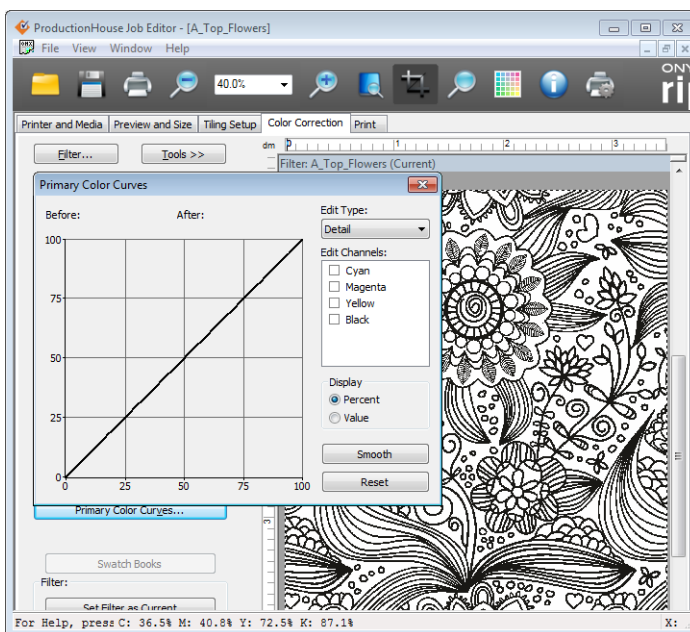 ProductionHouse Job Editor - [A_Top_Flowers]
File View Window Help
40.0%
ONY
rip
Printer and Media Preview and Size Tiling Setup Color Correction Print
Filter... Tools >>
dm 0 1 2 3
Filter: A_Top_Flowers (Current)
Primary Color Curves
Before: After: Edit Type:
Detail
Edit Channels:
Cyan
Magenta
Yellow
Black
100
75
50
25
0
0 25 50 75 100
Display
Percent
Value
Smooth
Reset
Primary Color Curves...
3
Swatch Books
Filter:
Set Filter as Current
For Help, press C: 36.5% M: 40.8% Y: 72.5% K: 87.1% X: